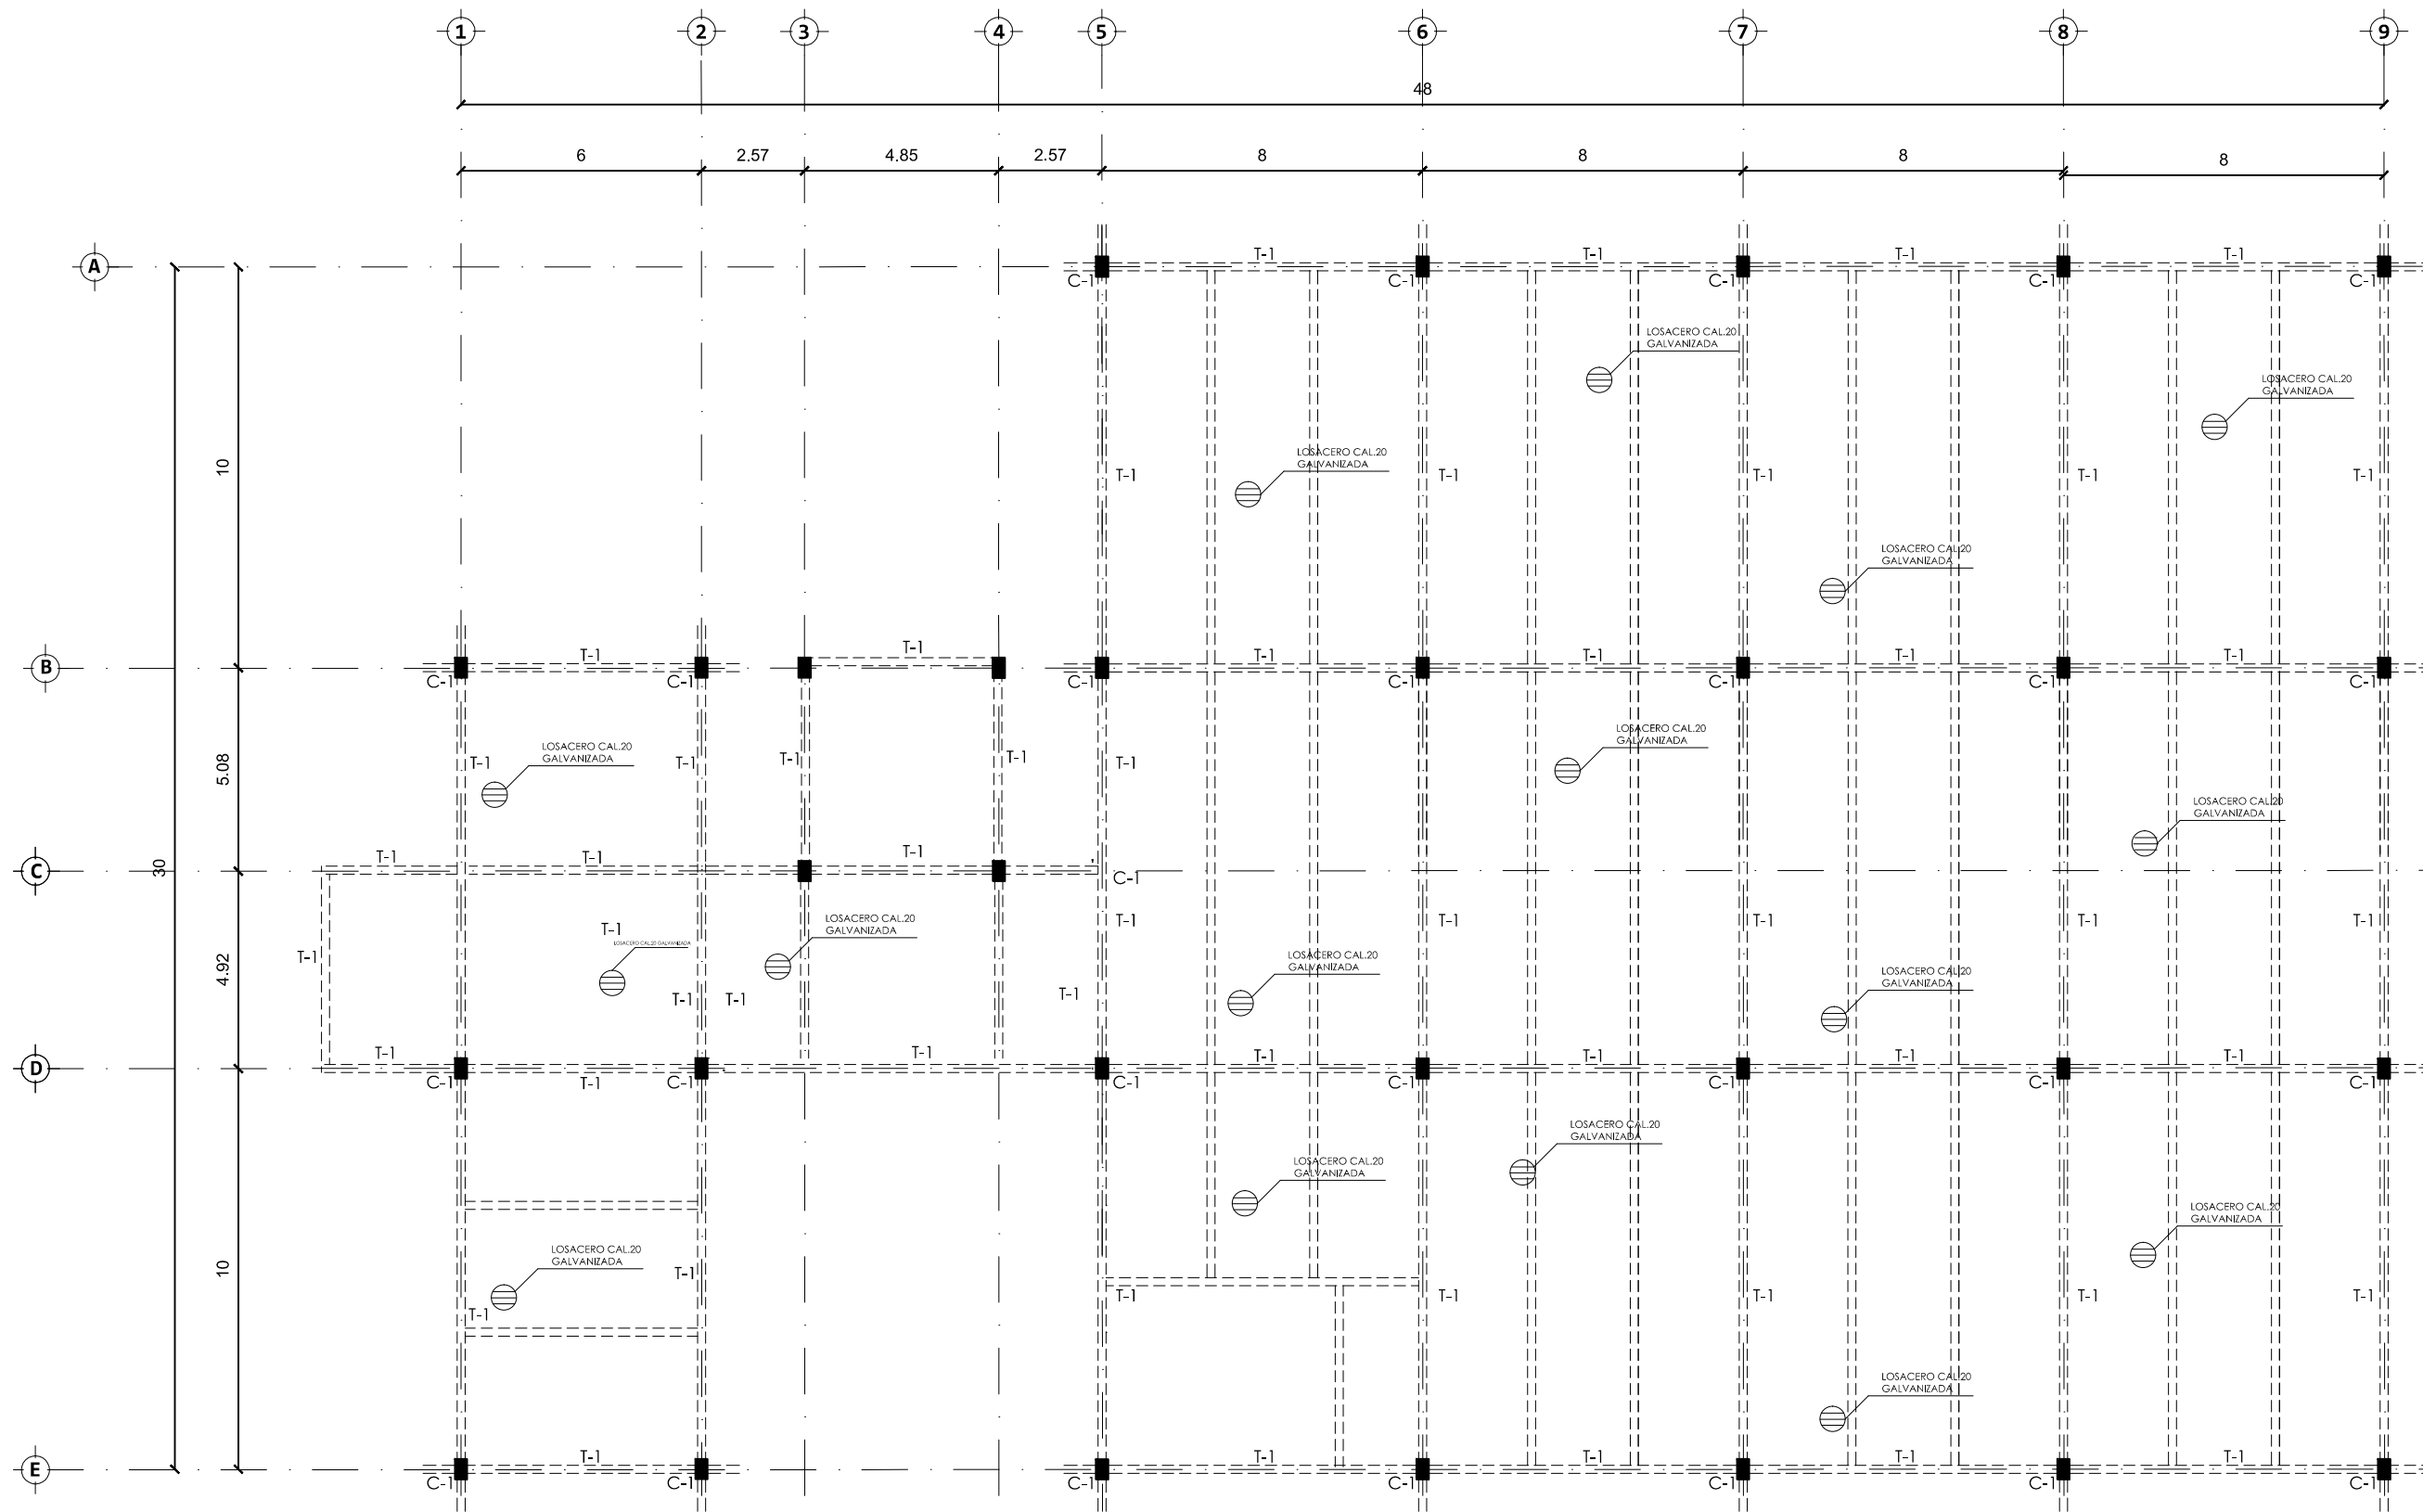 1 2 3 4 5 6 7 8 9
48
6 2.57 4.85 2.57 8 8 8 8
A
T-1 T-1 T-1 T-1
C-1 C-1 C-1 C-1 C-1
LOSACERO CAL.20
GALVANIZADA
LOSACERO CAL.20
GALVANIZADA
LOSACERO CAL.20
GALVANIZADA
10
T-1 T-1 T-1 T-1 T-1
LOSACERO CAL.20
GALVANIZADA
B
T-1 T-1 T-1 T-1 T-1 T-1
C-1 C-1 C-1 C-1 C-1 C-1 C-1
LOSACERO CAL.20
GALVANIZADA
LOSACERO CAL.20
GALVANIZADA
5.08
T-1 T-1 T-1 T-1 T-1
LOSACERO CAL.20
GALVANIZADA
30
C
T-1 T-1 T-1
C-1
LOSACERO CAL.20
GALVANIZADA
T-1
LOSACERO CAL.20 GALVANIZADA
T-1 T-1 T-1 T-1 T-1
4.92
T-1
LOSACERO CAL.20
GALVANIZADA
LOSACERO CAL.20
GALVANIZADA
T-1 T-1 T-1
D
T-1 T-1 T-1 T-1 T-1 T-1
C-1 C-1 C-1 C-1 C-1 C-1 C-1
T-1
LOSACERO CAL.20
GALVANIZADA
LOSACERO CAL.20
GALVANIZADA
LOSACERO CAL.20
GALVANIZADA
10
LOSACERO CAL.20
GALVANIZADA
T-1
T-1 T-1 T-1 T-1 T-1 T-1
LOSACERO CAL.20
GALVANIZADA
E
T-1 T-1 T-1 T-1 T-1
C-1 C-1 C-1 C-1 C-1 C-1 C-1